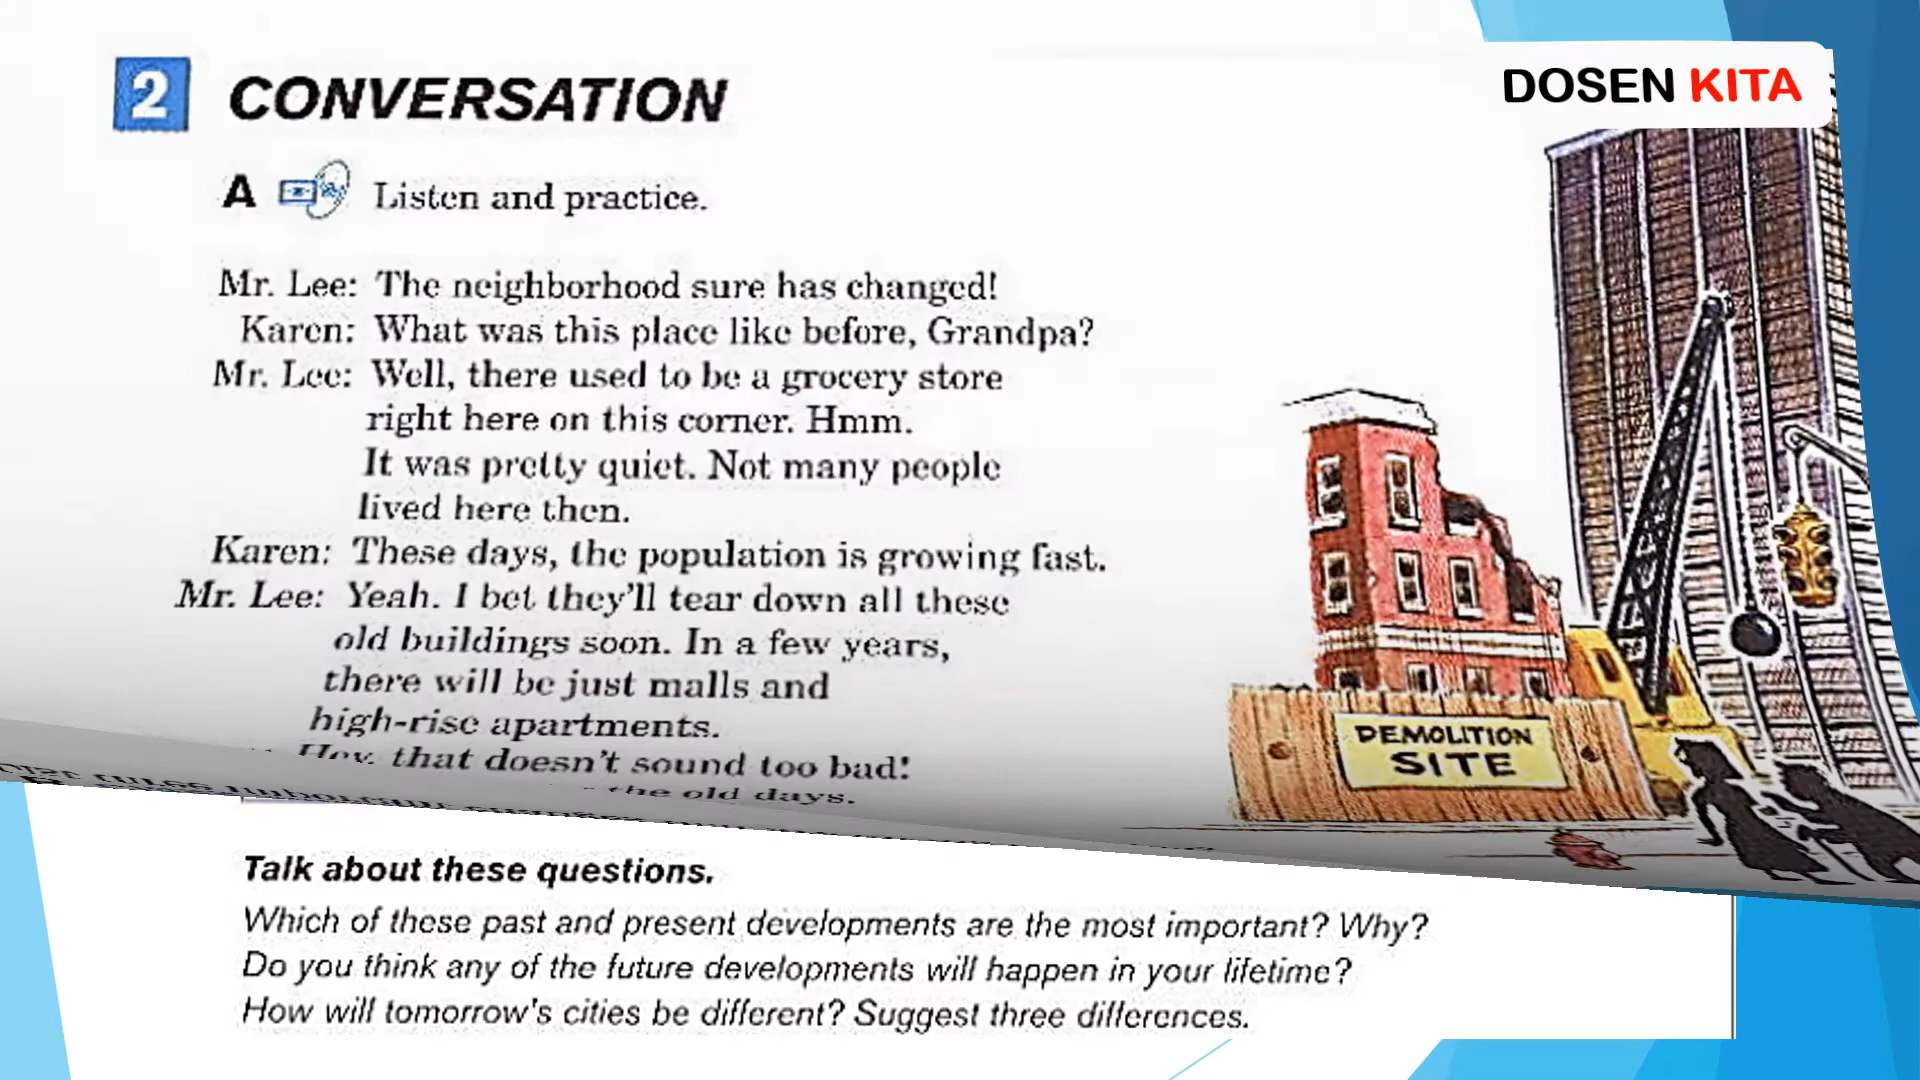 DOSEN KITA
2 CONVERSATION
A Listen and practice.
Mr. Lee: The neighborhood sure has changed!
Karen: What was this place like before, Grandpa?
Mr. Lee: Well, there used to be a grocery store
right here on this corner. Hmm.
It was pretty quiet. Not many people
lived here then.
Karen: These days, the population is growing fast.
Mr. Lee: Yeah. I bet they'll tear down all these
old buildings soon. In a few years,
there will be just malls and
high-rise apartments.
Hey, that doesn't sound too bad!
the old days.
DEMOLITION
SITE
Talk about these questions.
Which of these past and present developments are the most important? Why?
Do you think any of the future developments will happen in your lifetime?
How will tomorrow's cities be different? Suggest three differences.